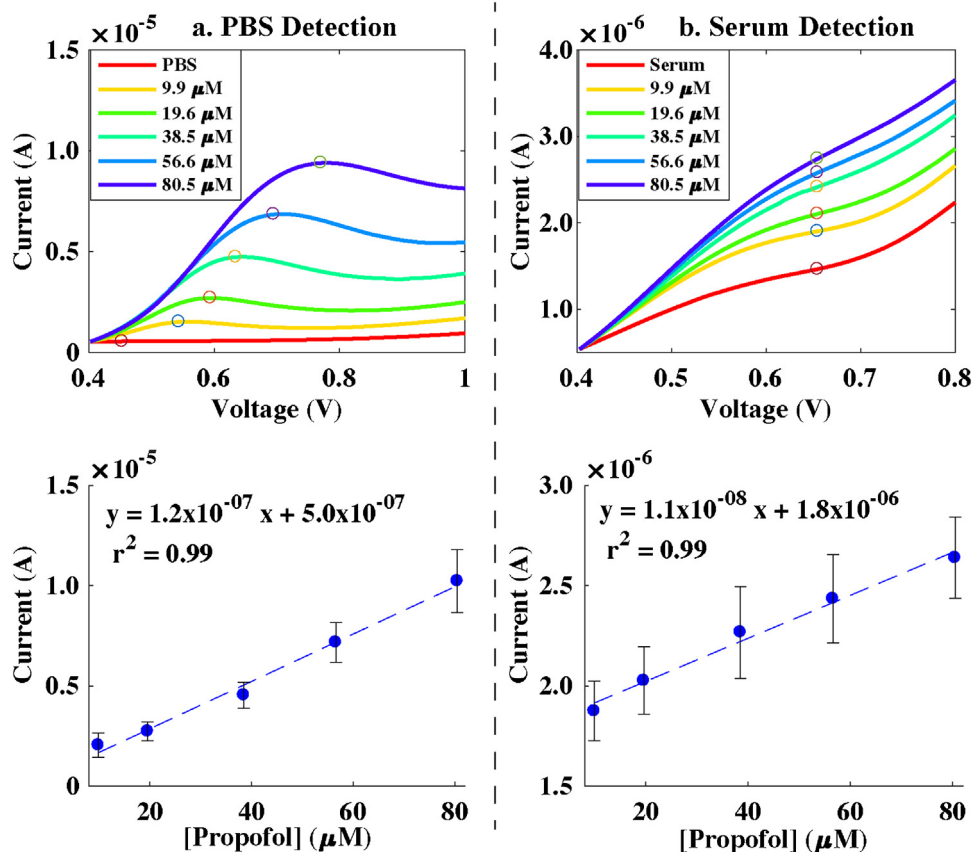 a. PBS Detection
×10⁻⁵
1.5
1.0
0.5
0
Current (A)
PBS
9.9 μM
19.6 μM
38.5 μM
56.6 μM
80.5 μM
0.4 0.6 0.8 1
Voltage (V)
b. Serum Detection
×10⁻⁶
4.0
3.0
2.0
1.0
Current (A)
Serum
9.9 μM
19.6 μM
38.5 μM
56.6 μM
80.5 μM
0.4 0.5 0.6 0.7 0.8
Voltage (V)
×10⁻⁵
1.5
1.0
0.5
0
Current (A)
y = 1.2x10⁻⁰⁷ x + 5.0x10⁻⁰⁷
r² = 0.99
20 40 60 80
[Propofol] (μM)
×10⁻⁶
3.0
2.5
2.0
1.5
Current (A)
y = 1.1x10⁻⁰⁸ x + 1.8x10⁻⁰⁶
r² = 0.99
20 40 60 80
[Propofol] (μM)